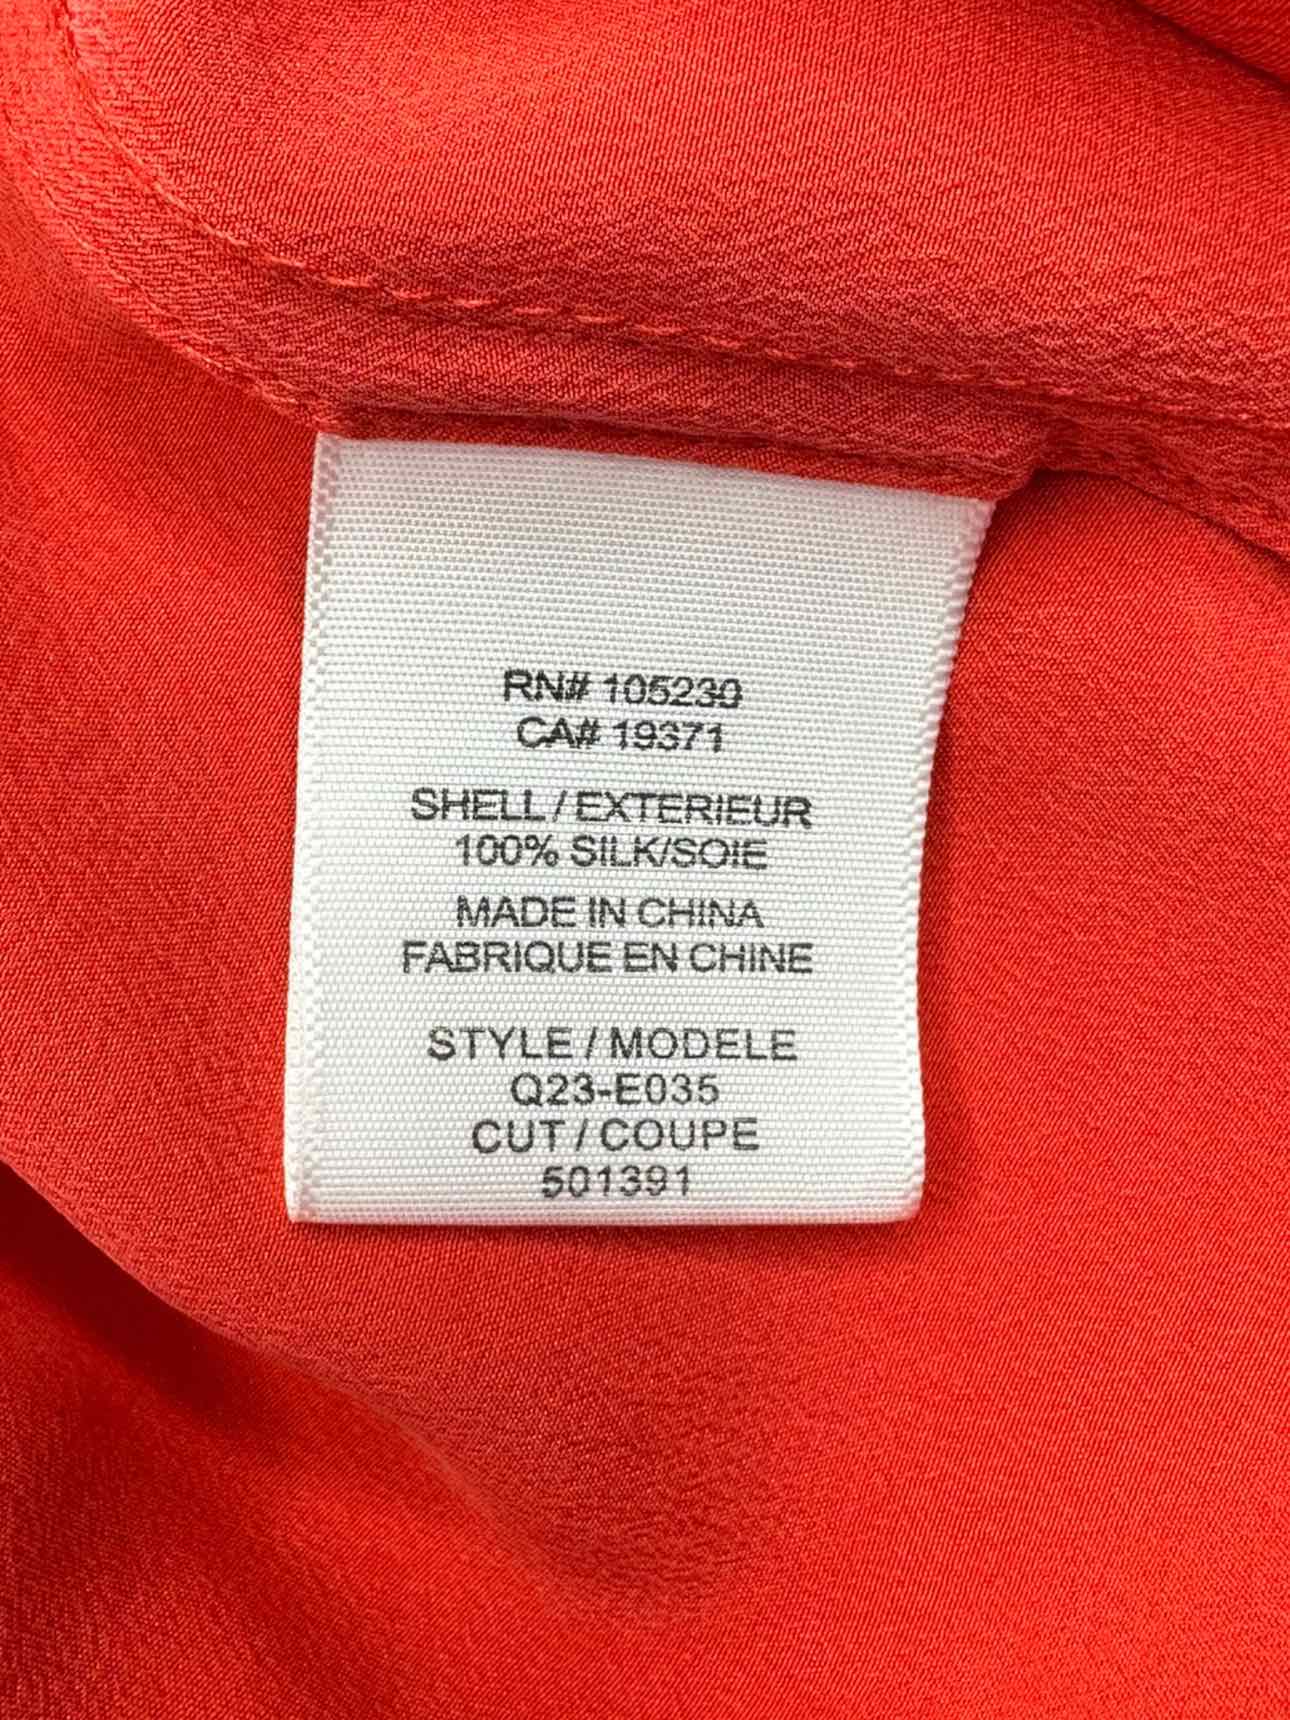 RN# 105230
CA# 19371
SHELL / EXTERIEUR
100% SILK/SOIE
MADE IN CHINA
FABRIQUE EN CHINE
STYLE / MODELE
Q23-E035
CUT / COUPE
501391